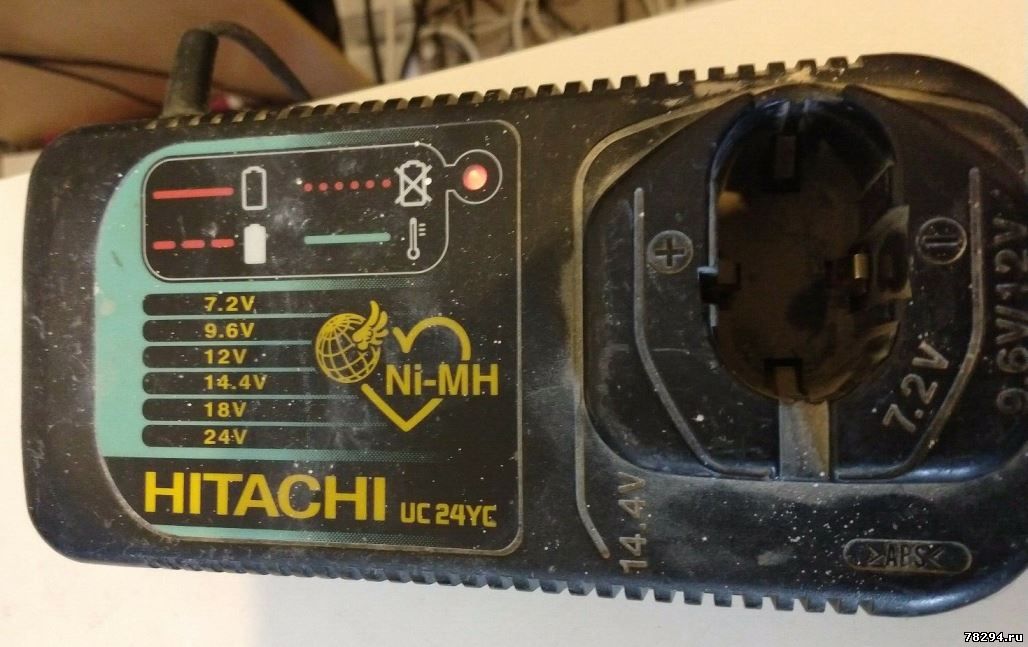 7.2V
9.6V
12V
14.4V
18V
24V
Ni-MH
HITACHI UC 24YC
+
7.2V
9.6V/12V
14.4V
>ABS<
78294.ru